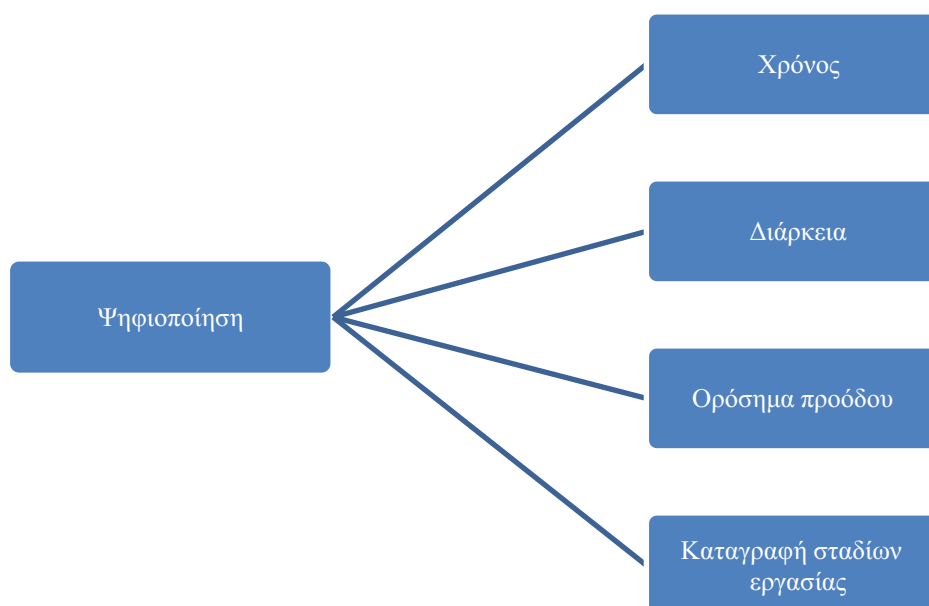 Χρόνος
Διάρκεια
Ψηφιοποίηση
Ορόσημα προόδου
Καταγραφή σταδίων
εργασίας